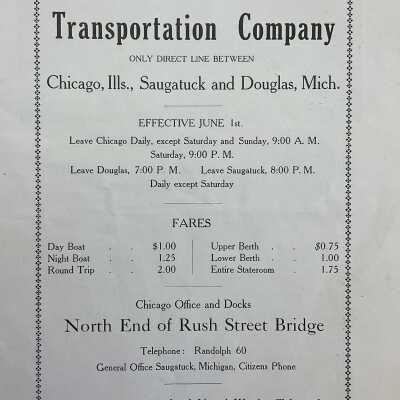 Transportation Company
ONLY DIRECT LINE BETWEEN
Chicago, Ills., Saugatuck and Douglas, Mich.
EFFECTIVE JUNE 1st.
Leave Chicago Daily, except Saturday and Sunday, 9:00 A. M.
Saturday, 9:00 P. M.
Leave Douglas, 7:00 P. M. Leave Saugatuck, 8:00 P. M.
Daily except Saturday
FARES
Day Boat . . $1.00 Upper Berth . . $0.75
Night Boat . . 1.25 Lower Berth . . 1.00
Round Trip . . 2.00 Entire Stateroom . 1.75
Chicago Office and Docks
North End of Rush Street Bridge
Telephone: Randolph 60
General Office Saugatuck, Michigan, Citizens Phone